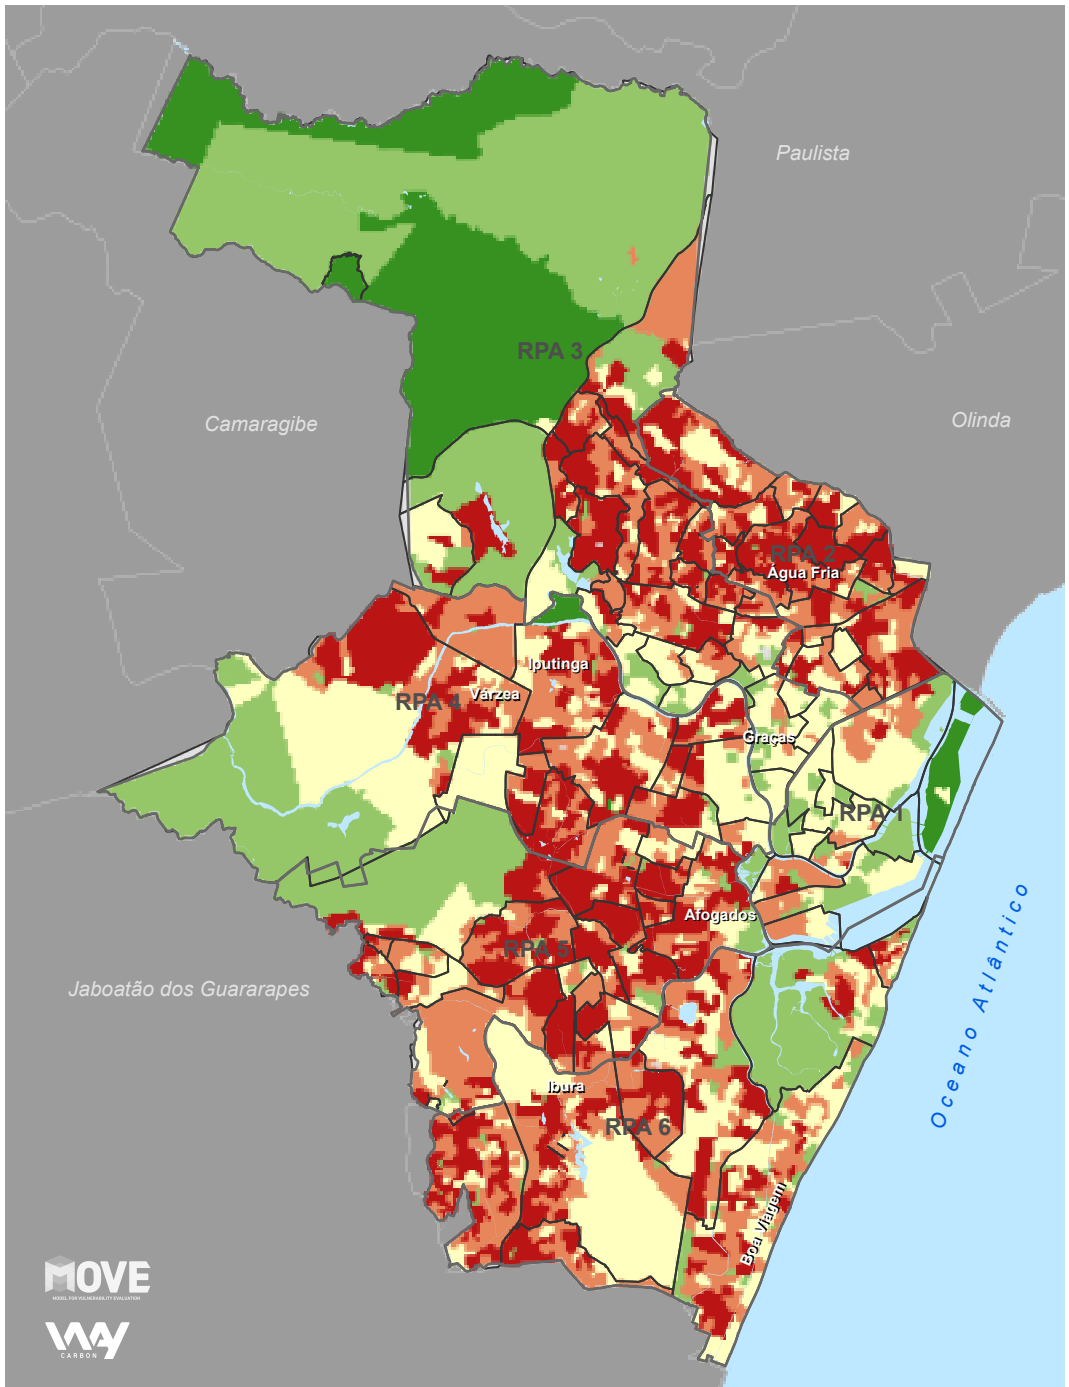 Paulista
RPA 3
Camaragibe
Olinda
RPA 2
Água Fria
Iputinga
Várzea
RPA 4
Graças
RPA 1
Afogados
RPA 5
Jaboatão dos Guararapes
Oceano Atlântico
Ibura
RPA 6
Boa Viagem
MOVE
MODEL FOR VULNERABILITY EVALUATION
WAY
CARBON